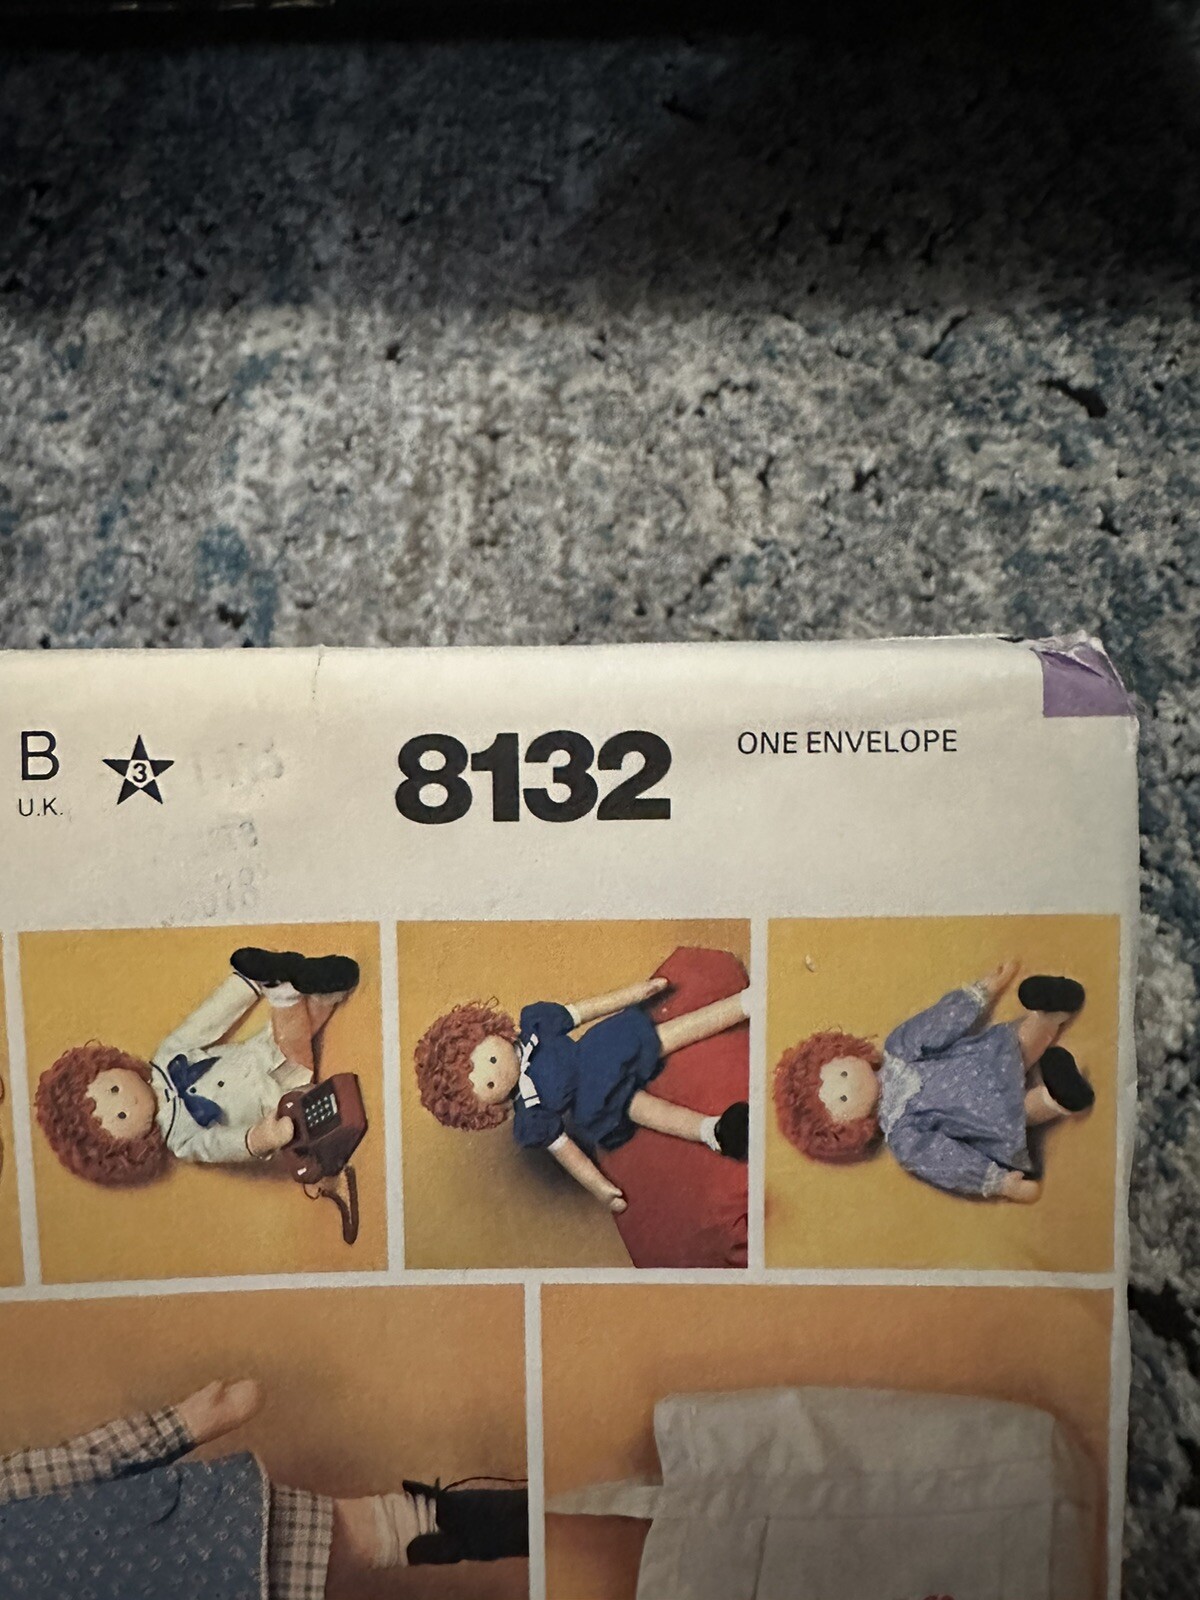 B
U.K.
3
8132
ONE ENVELOPE